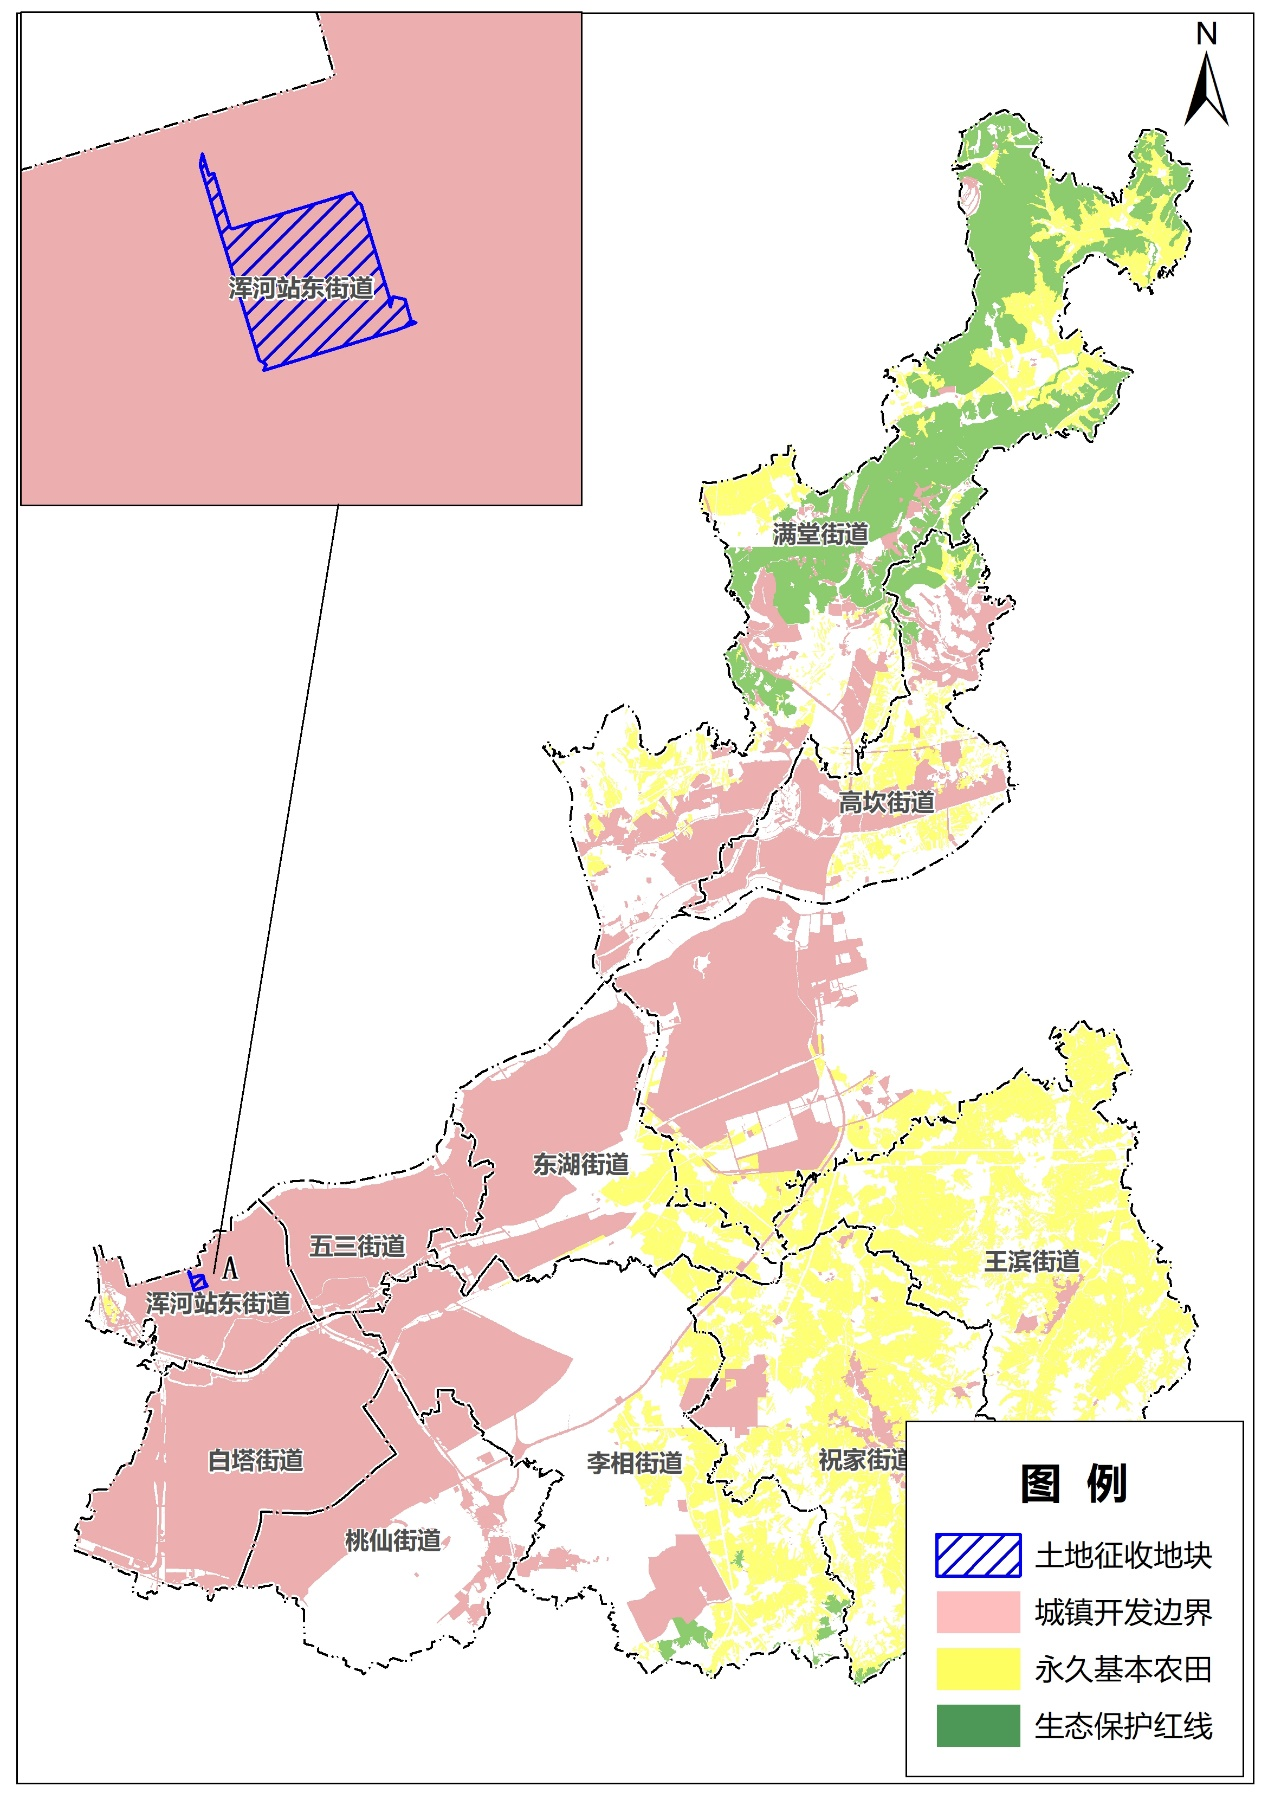 N
浑河站东街道
满堂街道
高坎街道
东湖街道
五三街道
A
王滨街道
浑河站东街道
白塔街道
李相街道
祝家街道
桃仙街道
图 例
土地征收地块
城镇开发边界
永久基本农田
生态保护红线